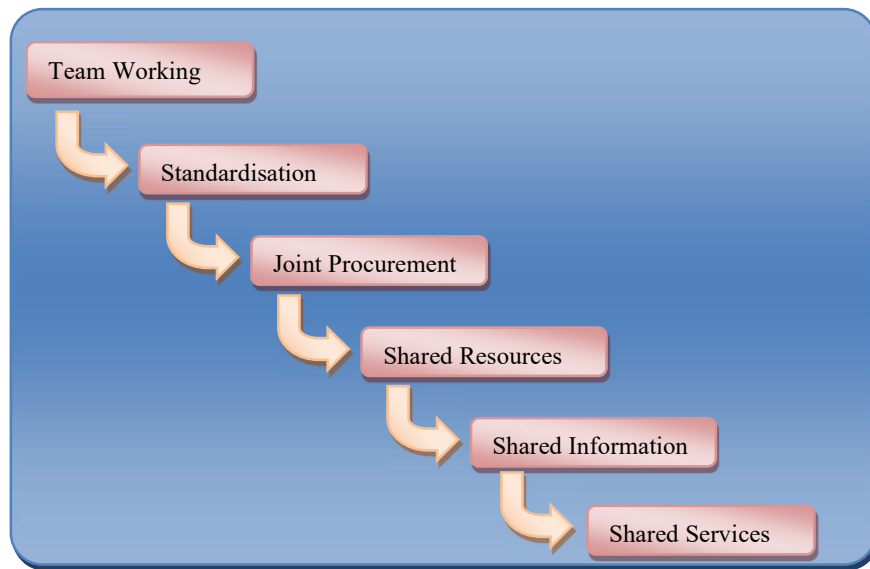 Team Working
Standardisation
Joint Procurement
Shared Resources
Shared Information
Shared Services